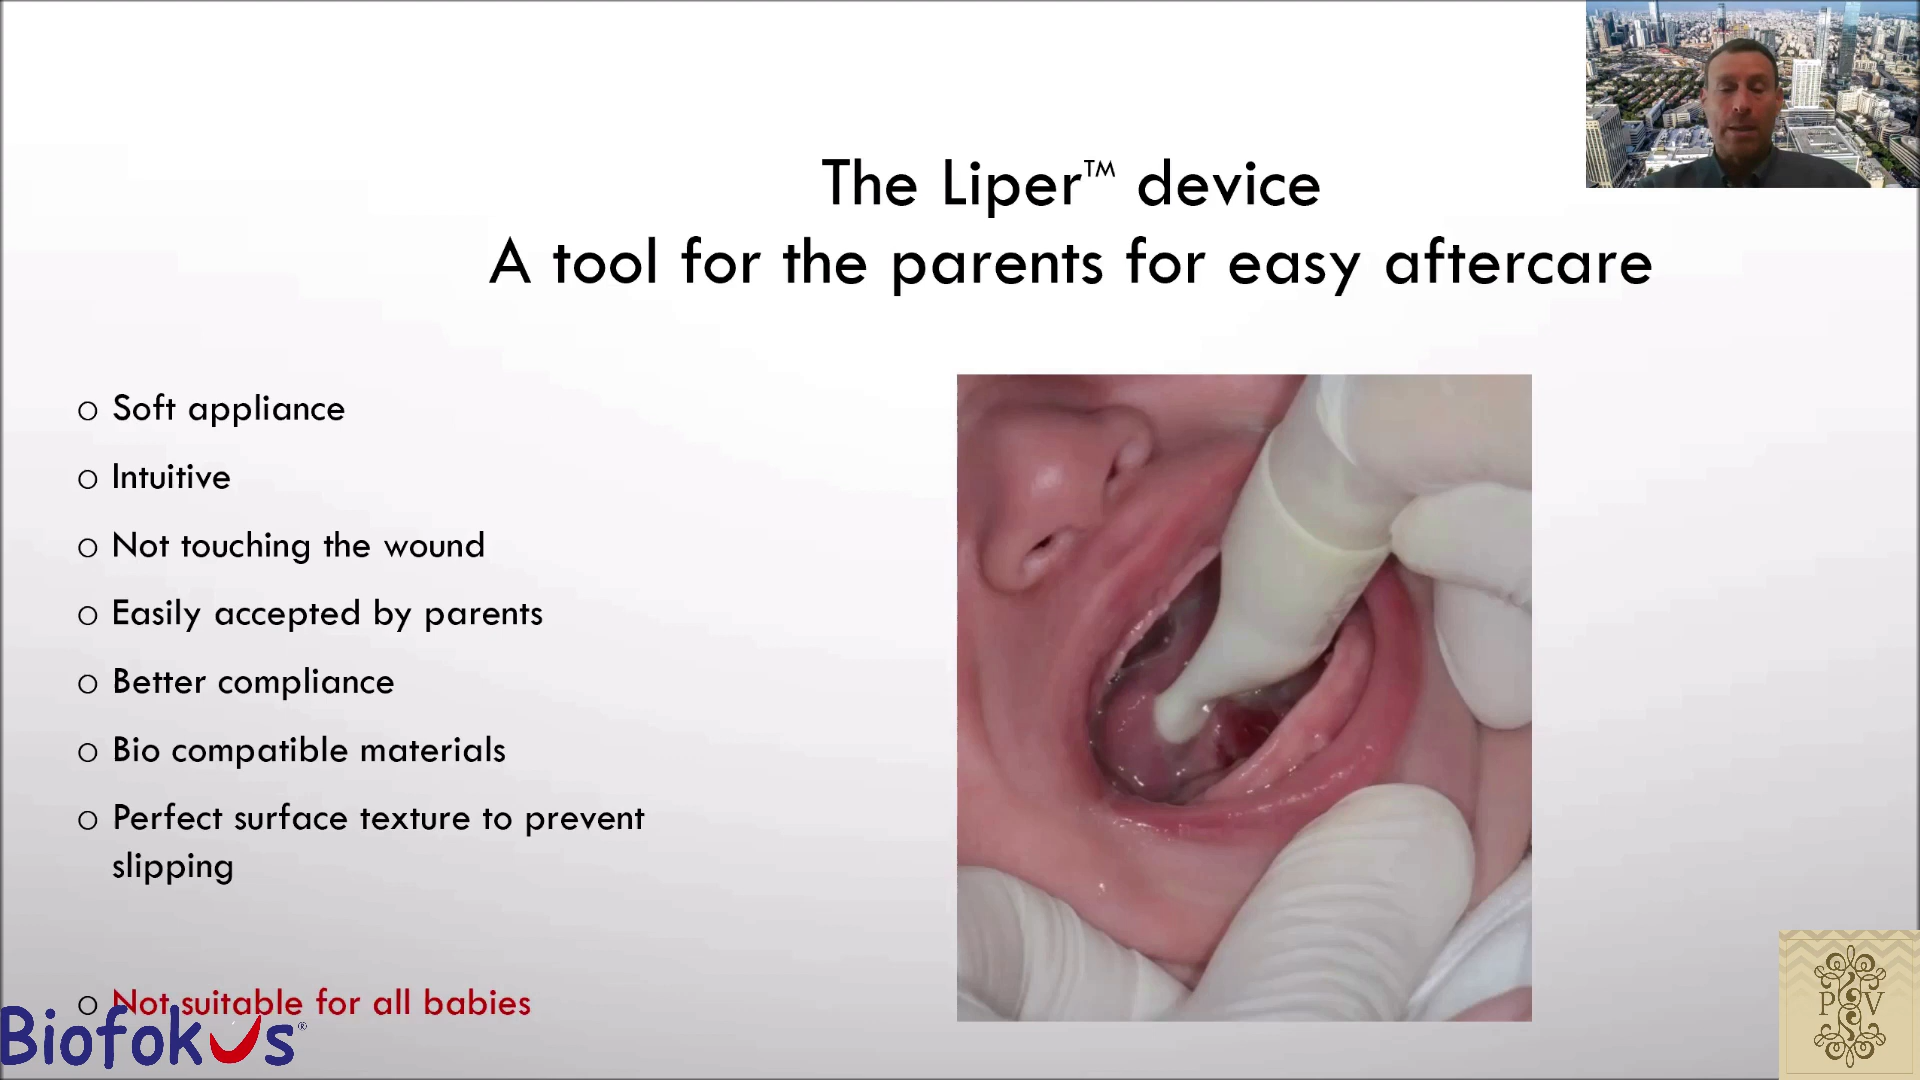 The Liper™ device
A tool for the parents for easy aftercare
o Soft appliance
o Intuitive
o Not touching the wound
o Easily accepted by parents
o Better compliance
o Bio compatible materials
o Perfect surface texture to prevent
slipping
o Not suitable for all babies
Biofokus®
P V